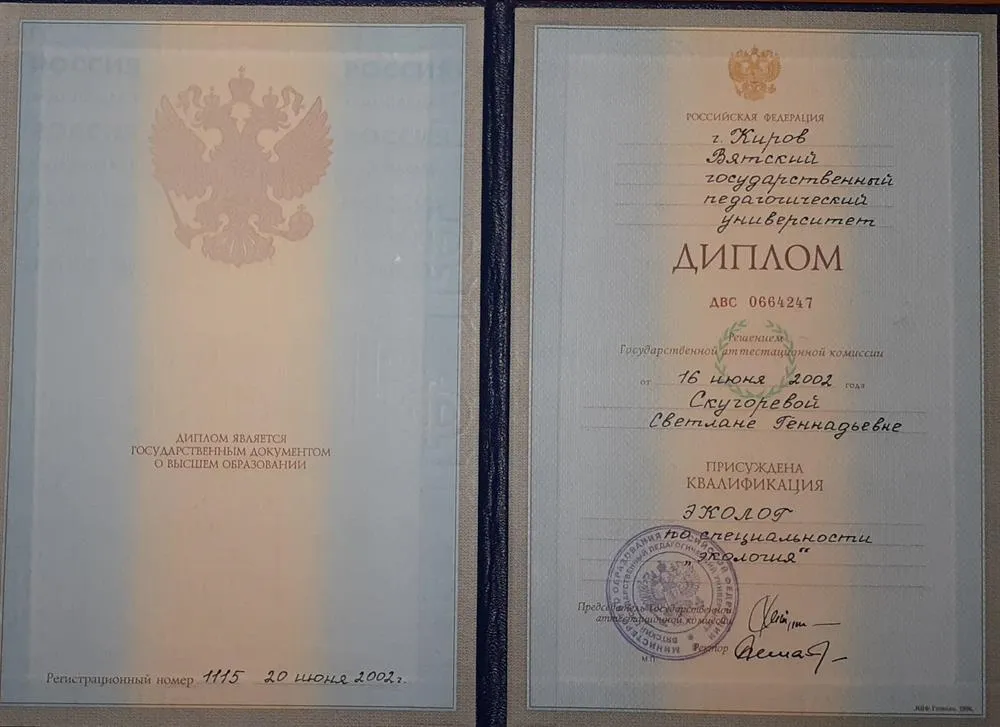 ДИПЛОМ ЯВЛЯЕТСЯ
ГОСУДАРСТВЕННЫМ ДОКУМЕНТОМ
О ВЫСШЕМ ОБРАЗОВАНИИ
Регистрационный номер 1115 20 июня 2002г.
РОССИЙСКАЯ ФЕДЕРАЦИЯ
г. Киров
Вятский
государственный
педагогический
университет
ДИПЛОМ
ДВС 0664247
Решением
Государственной аттестационной комиссии
от 16 июня 2002 года
Скугоревой
Светлане Геннадьевне
ПРИСУЖДЕНА
КВАЛИФИКАЦИЯ
ЭКОЛОГ
по специальности
„экология“
Председатель Государственной
аттестационной комиссии
Ректор
М.П.